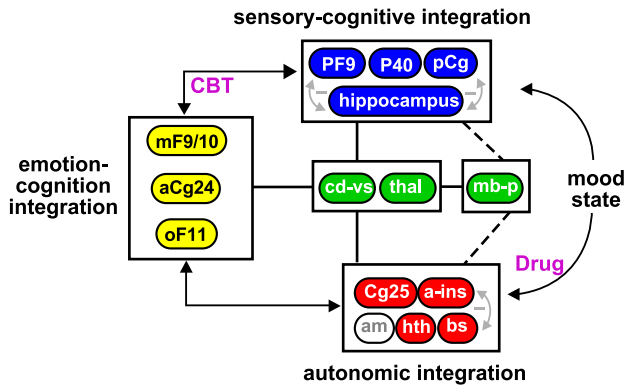 sensory-cognitive integration
PF9 P40 pCg
hippocampus
CBT
mF9/10
aCg24
oF11
emotion-
cognition
integration
cd-vs thal mb-p
mood
state
Drug
Cg25 a-ins
am hth bs
autonomic integration